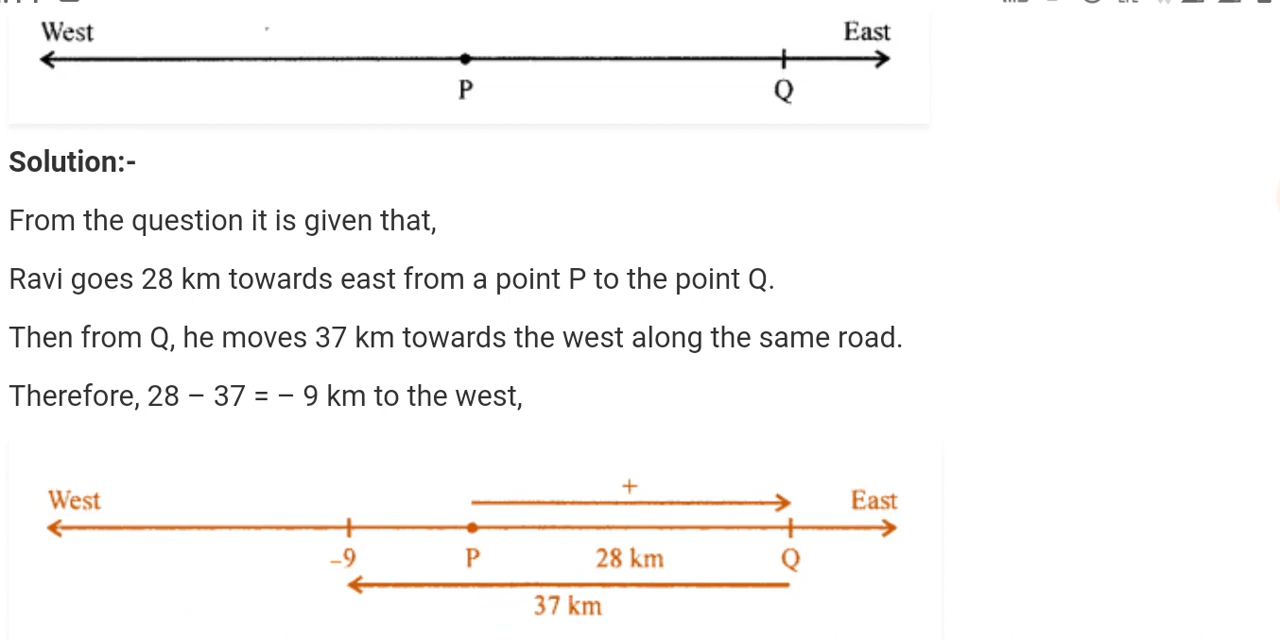 West East
P Q
Solution:-
From the question it is given that,
Ravi goes 28 km towards east from a point P to the point Q.
Then from Q, he moves 37 km towards the west along the same road.
Therefore, 28 – 37 = – 9 km to the west,
+
West East
–9 P 28 km Q
37 km